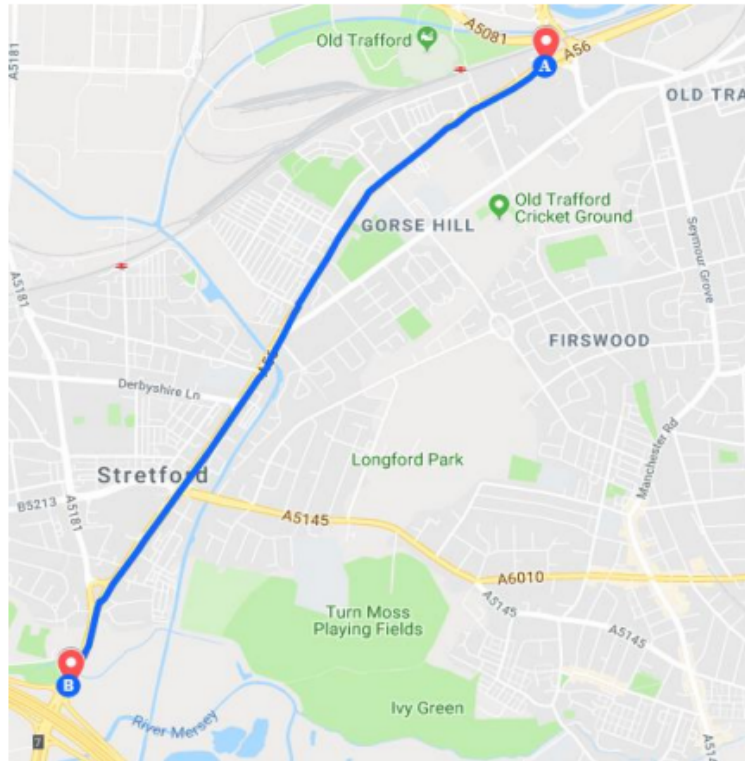 A5181
A5081
Old Trafford
A
A56
OLD TRA
Old Trafford
Cricket Ground
GORSE HILL
Seymour Grove
A5181
FIRSWOOD
A56
Derbyshire Ln
Longford Park
Manchester Rd
Stretford
B5213
A5181
A5145
A6010
A5145
Turn Moss
Playing Fields
A5145
B
Ivy Green
River Mersey
7